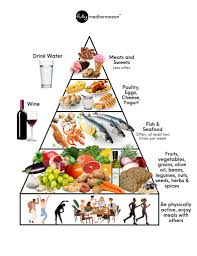 fully mediterranean
Drink Water
Meats and
Sweets
Less often
Wine
Poultry,
Eggs,
Cheese,
Yogurt
Fish &
Seafood
Often, at least two
times per week
Fruits,
vegetables,
grains, olive
oil, beans,
legumes, nuts,
seeds, herbs &
spices
Be physically
active, enjoy
meals with
others